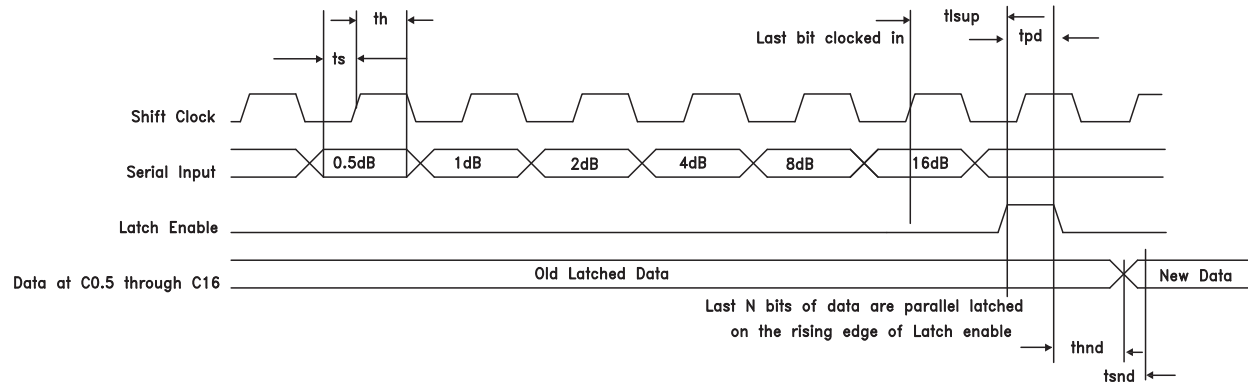 th
tlsup
Last bit clocked in
tpd
ts
Shift Clock
0.5dB
1dB
2dB
4dB
8dB
16dB
Serial Input
Latch Enable
Data at C0.5 through C16
Old Latched Data
New Data
Last N bits of data are parallel latched
on the rising edge of Latch enable
thnd
tsnd